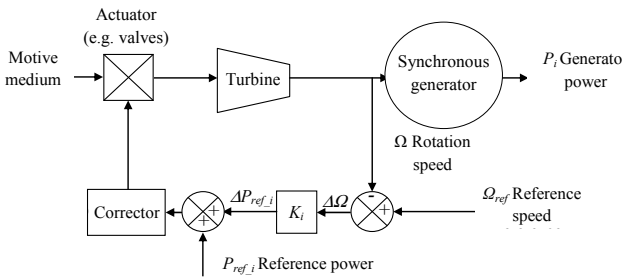 Actuator
(e.g. valves)
Motive
medium
Turbine
Synchronous
generator
P_i Generato
power
Ω Rotation
speed
Corrector
+
+
ΔP_ref_i
K_i
ΔΩ
-
+
Ω_ref Reference
speed
P_ref_i Reference power